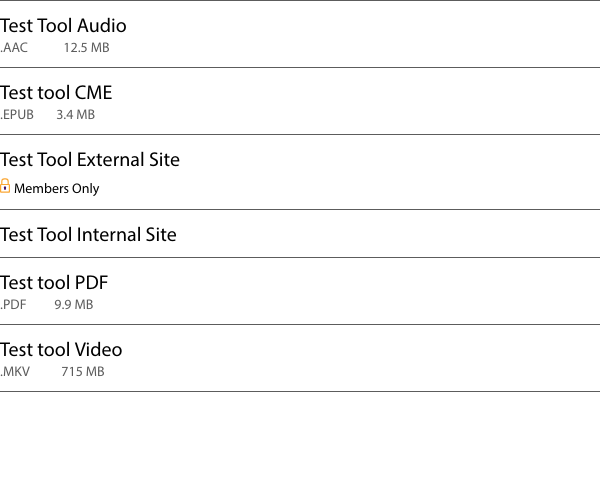 Test Tool Audio
.AAC 12.5 MB
Test tool CME
.EPUB 3.4 MB
Test Tool External Site
Members Only
Test Tool Internal Site
Test tool PDF
.PDF 9.9 MB
Test tool Video
.MKV 715 MB